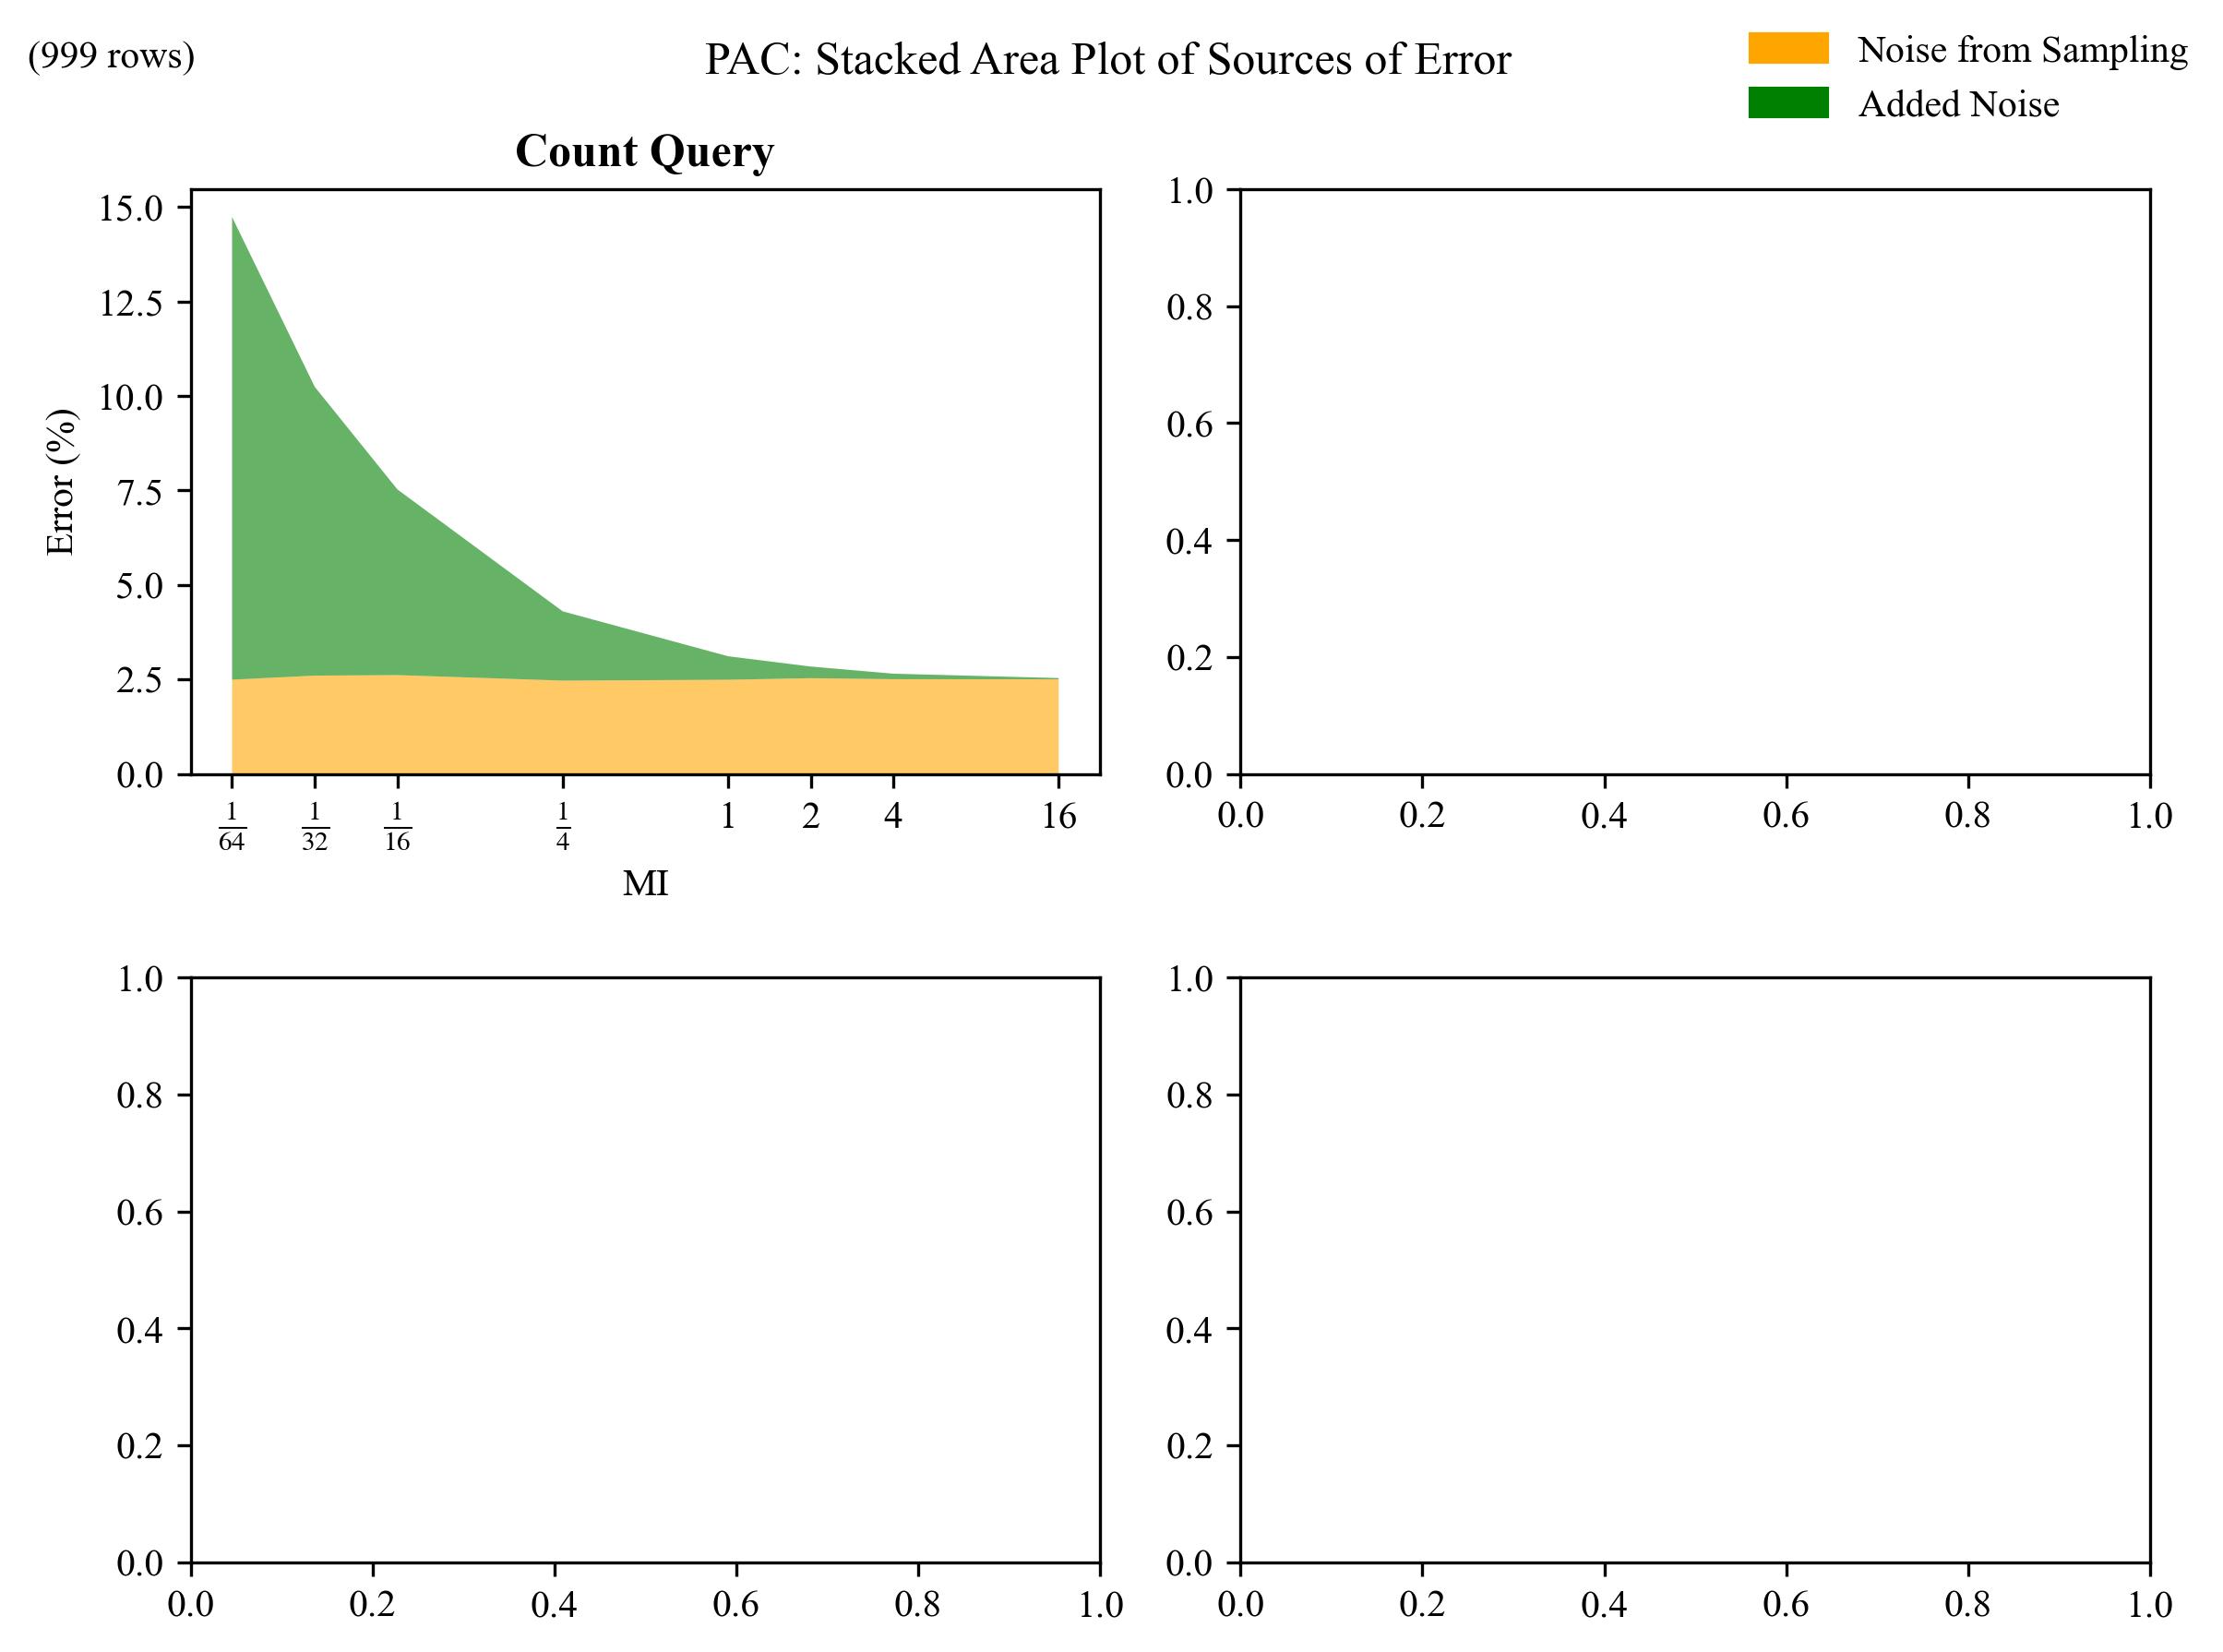 (999 rows)
PAC: Stacked Area Plot of Sources of Error
Noise from Sampling
Added Noise
Count Query
Error (%)
15.0
12.5
10.0
7.5
5.0
2.5
0.0
1/64 1/32 1/16 1/4 1 2 4 16
MI
1.0
0.8
0.6
0.4
0.2
0.0
0.0 0.2 0.4 0.6 0.8 1.0
1.0
0.8
0.6
0.4
0.2
0.0
0.0 0.2 0.4 0.6 0.8 1.0
1.0
0.8
0.6
0.4
0.2
0.0
0.0 0.2 0.4 0.6 0.8 1.0